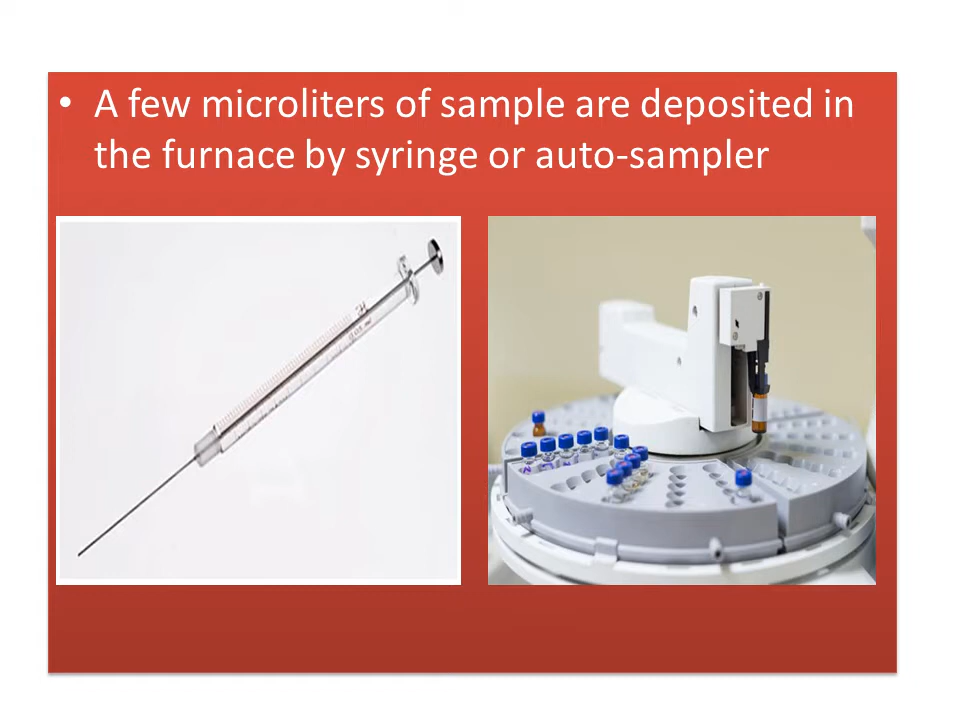 • A few microliters of sample are deposited in
the furnace by syringe or auto-sampler